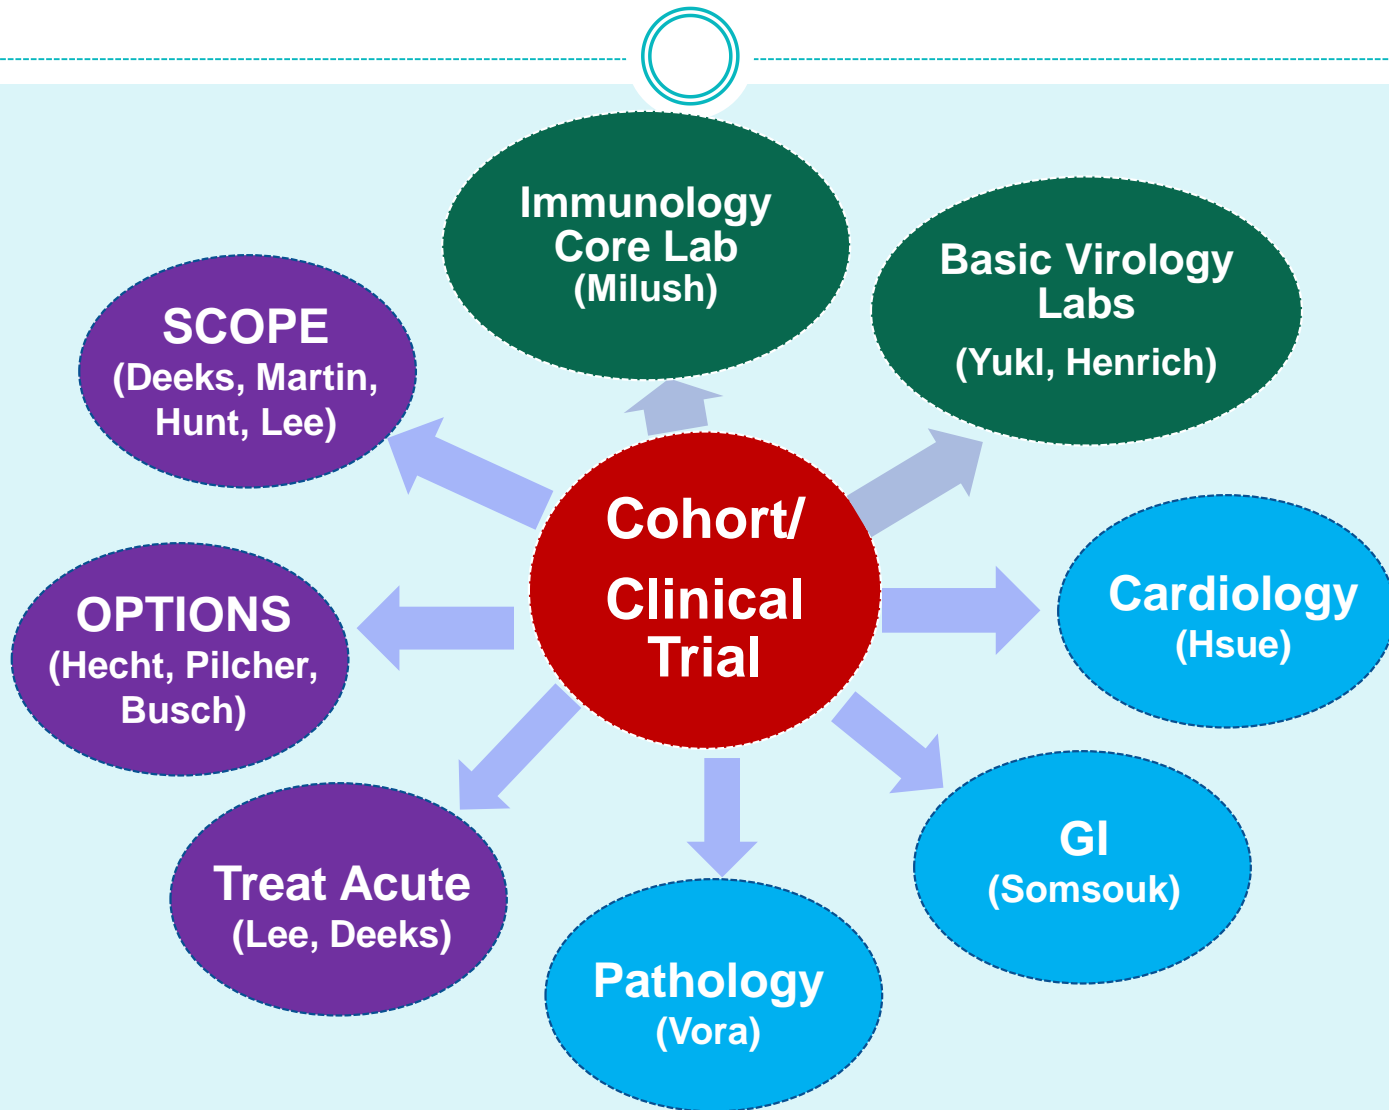 Immunology
Core Lab
(Milush)
Basic Virology
Labs
(Yukl, Henrich)
SCOPE
(Deeks, Martin,
Hunt, Lee)
Cohort/
Clinical
Trial
Cardiology
(Hsue)
OPTIONS
(Hecht, Pilcher,
Busch)
GI
(Somsouk)
Treat Acute
(Lee, Deeks)
Pathology
(Vora)